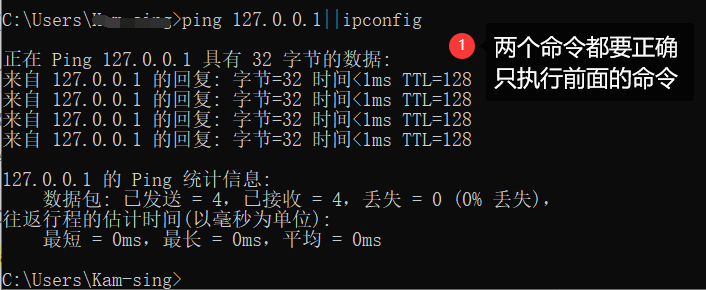 C:\Users\Kam-sing>ping 127.0.0.1||ipconfig
1
两个命令都要正确
只执行前面的命令
正在 Ping 127.0.0.1 具有 32 字节的数据:
来自 127.0.0.1 的回复: 字节=32 时间<1ms TTL=128
来自 127.0.0.1 的回复: 字节=32 时间<1ms TTL=128
来自 127.0.0.1 的回复: 字节=32 时间<1ms TTL=128
来自 127.0.0.1 的回复: 字节=32 时间<1ms TTL=128
127.0.0.1 的 Ping 统计信息:
数据包: 已发送 = 4，已接收 = 4，丢失 = 0 (0% 丢失)，
往返行程的估计时间(以毫秒为单位):
最短 = 0ms，最长 = 0ms，平均 = 0ms
C:\Users\Kam-sing>